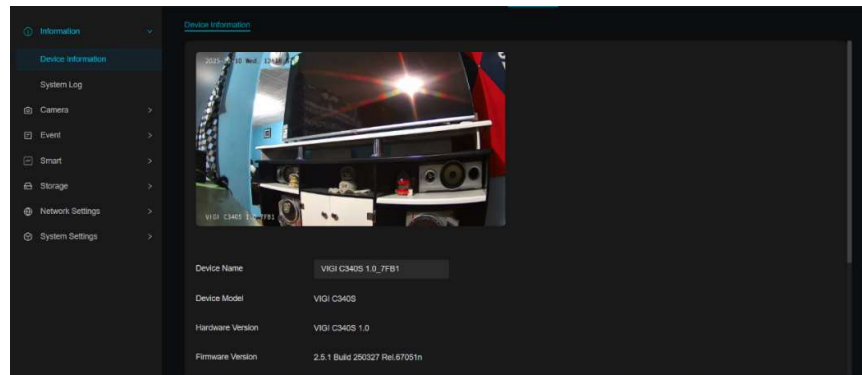 Information
Device Information
System Log
Camera
Event
Smart
Storage
Network Settings
System Settings
Device Information
Wed
VIGI C340S 1.0_7FB1
Device Name VIGI C340S 1.0_7FB1
Device Model VIGI C340S
Hardware Version VIGI C340S 1.0
Firmware Version 2.5.1 Build 250327 Rel.67051n